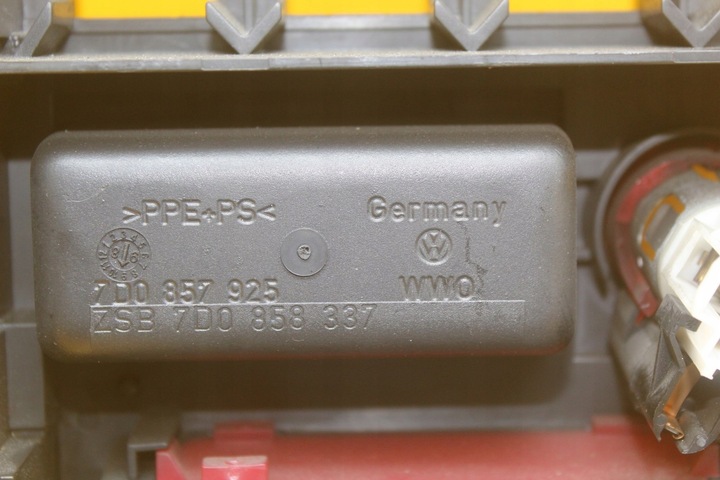 >PPE+PS<
Germany
7D0 857 925
WWO
ZSB 7D0 858 337